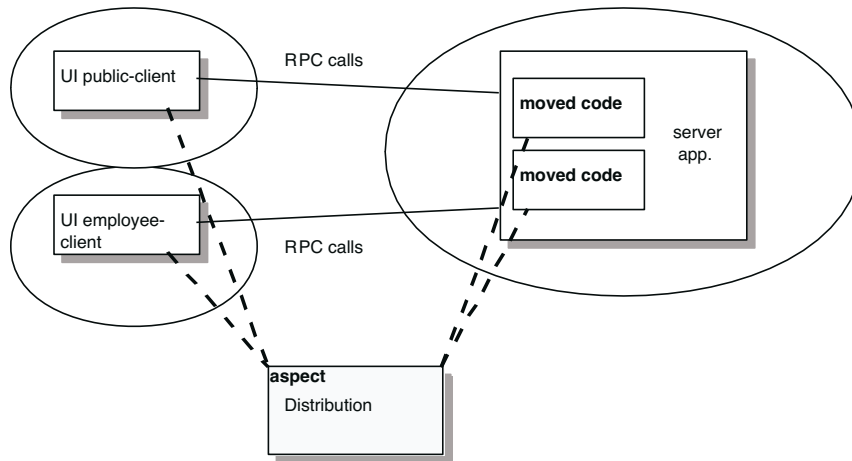 UI public-client
RPC calls
moved code
server
app.
moved code
UI employee-
client
RPC calls
aspect
Distribution